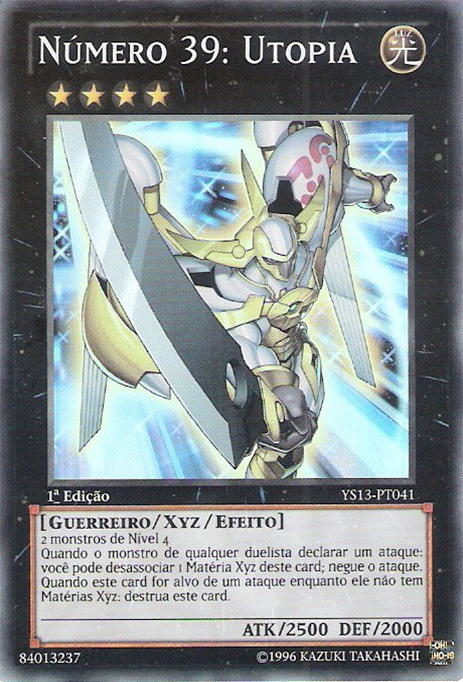 NÚMERO 39: UTOPIA
LUZ
光
39
1ª Edição
YS13-PT041
[GUERREIRO/XYZ/EFEITO]
2 monstros de Nível 4
Quando o monstro de qualquer duelista declarar um ataque:
você pode desassociar 1 Matéria Xyz deste card; negue o ataque.
Quando este card for alvo de um ataque enquanto ele não tem
Matérias Xyz: destrua este card.
ATK/2500 DEF/2000
84013237
©1996 KAZUKI TAKAHASHI